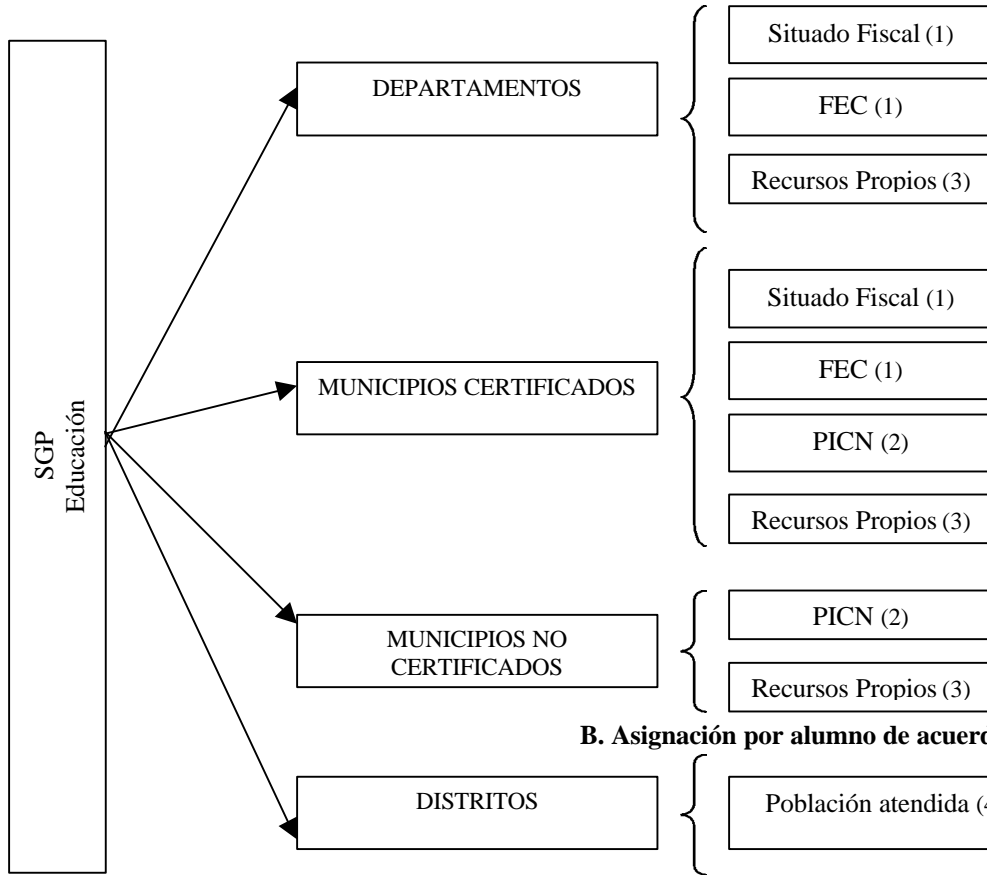 SGP
Educación
DEPARTAMENTOS
Situado Fiscal (1)
FEC (1)
Recursos Propios (3)
MUNICIPIOS CERTIFICADOS
Situado Fiscal (1)
FEC (1)
PICN (2)
Recursos Propios (3)
MUNICIPIOS NO
CERTIFICADOS
PICN (2)
Recursos Propios (3)
B. Asignación por alumno de
DISTRITOS
Población atendida